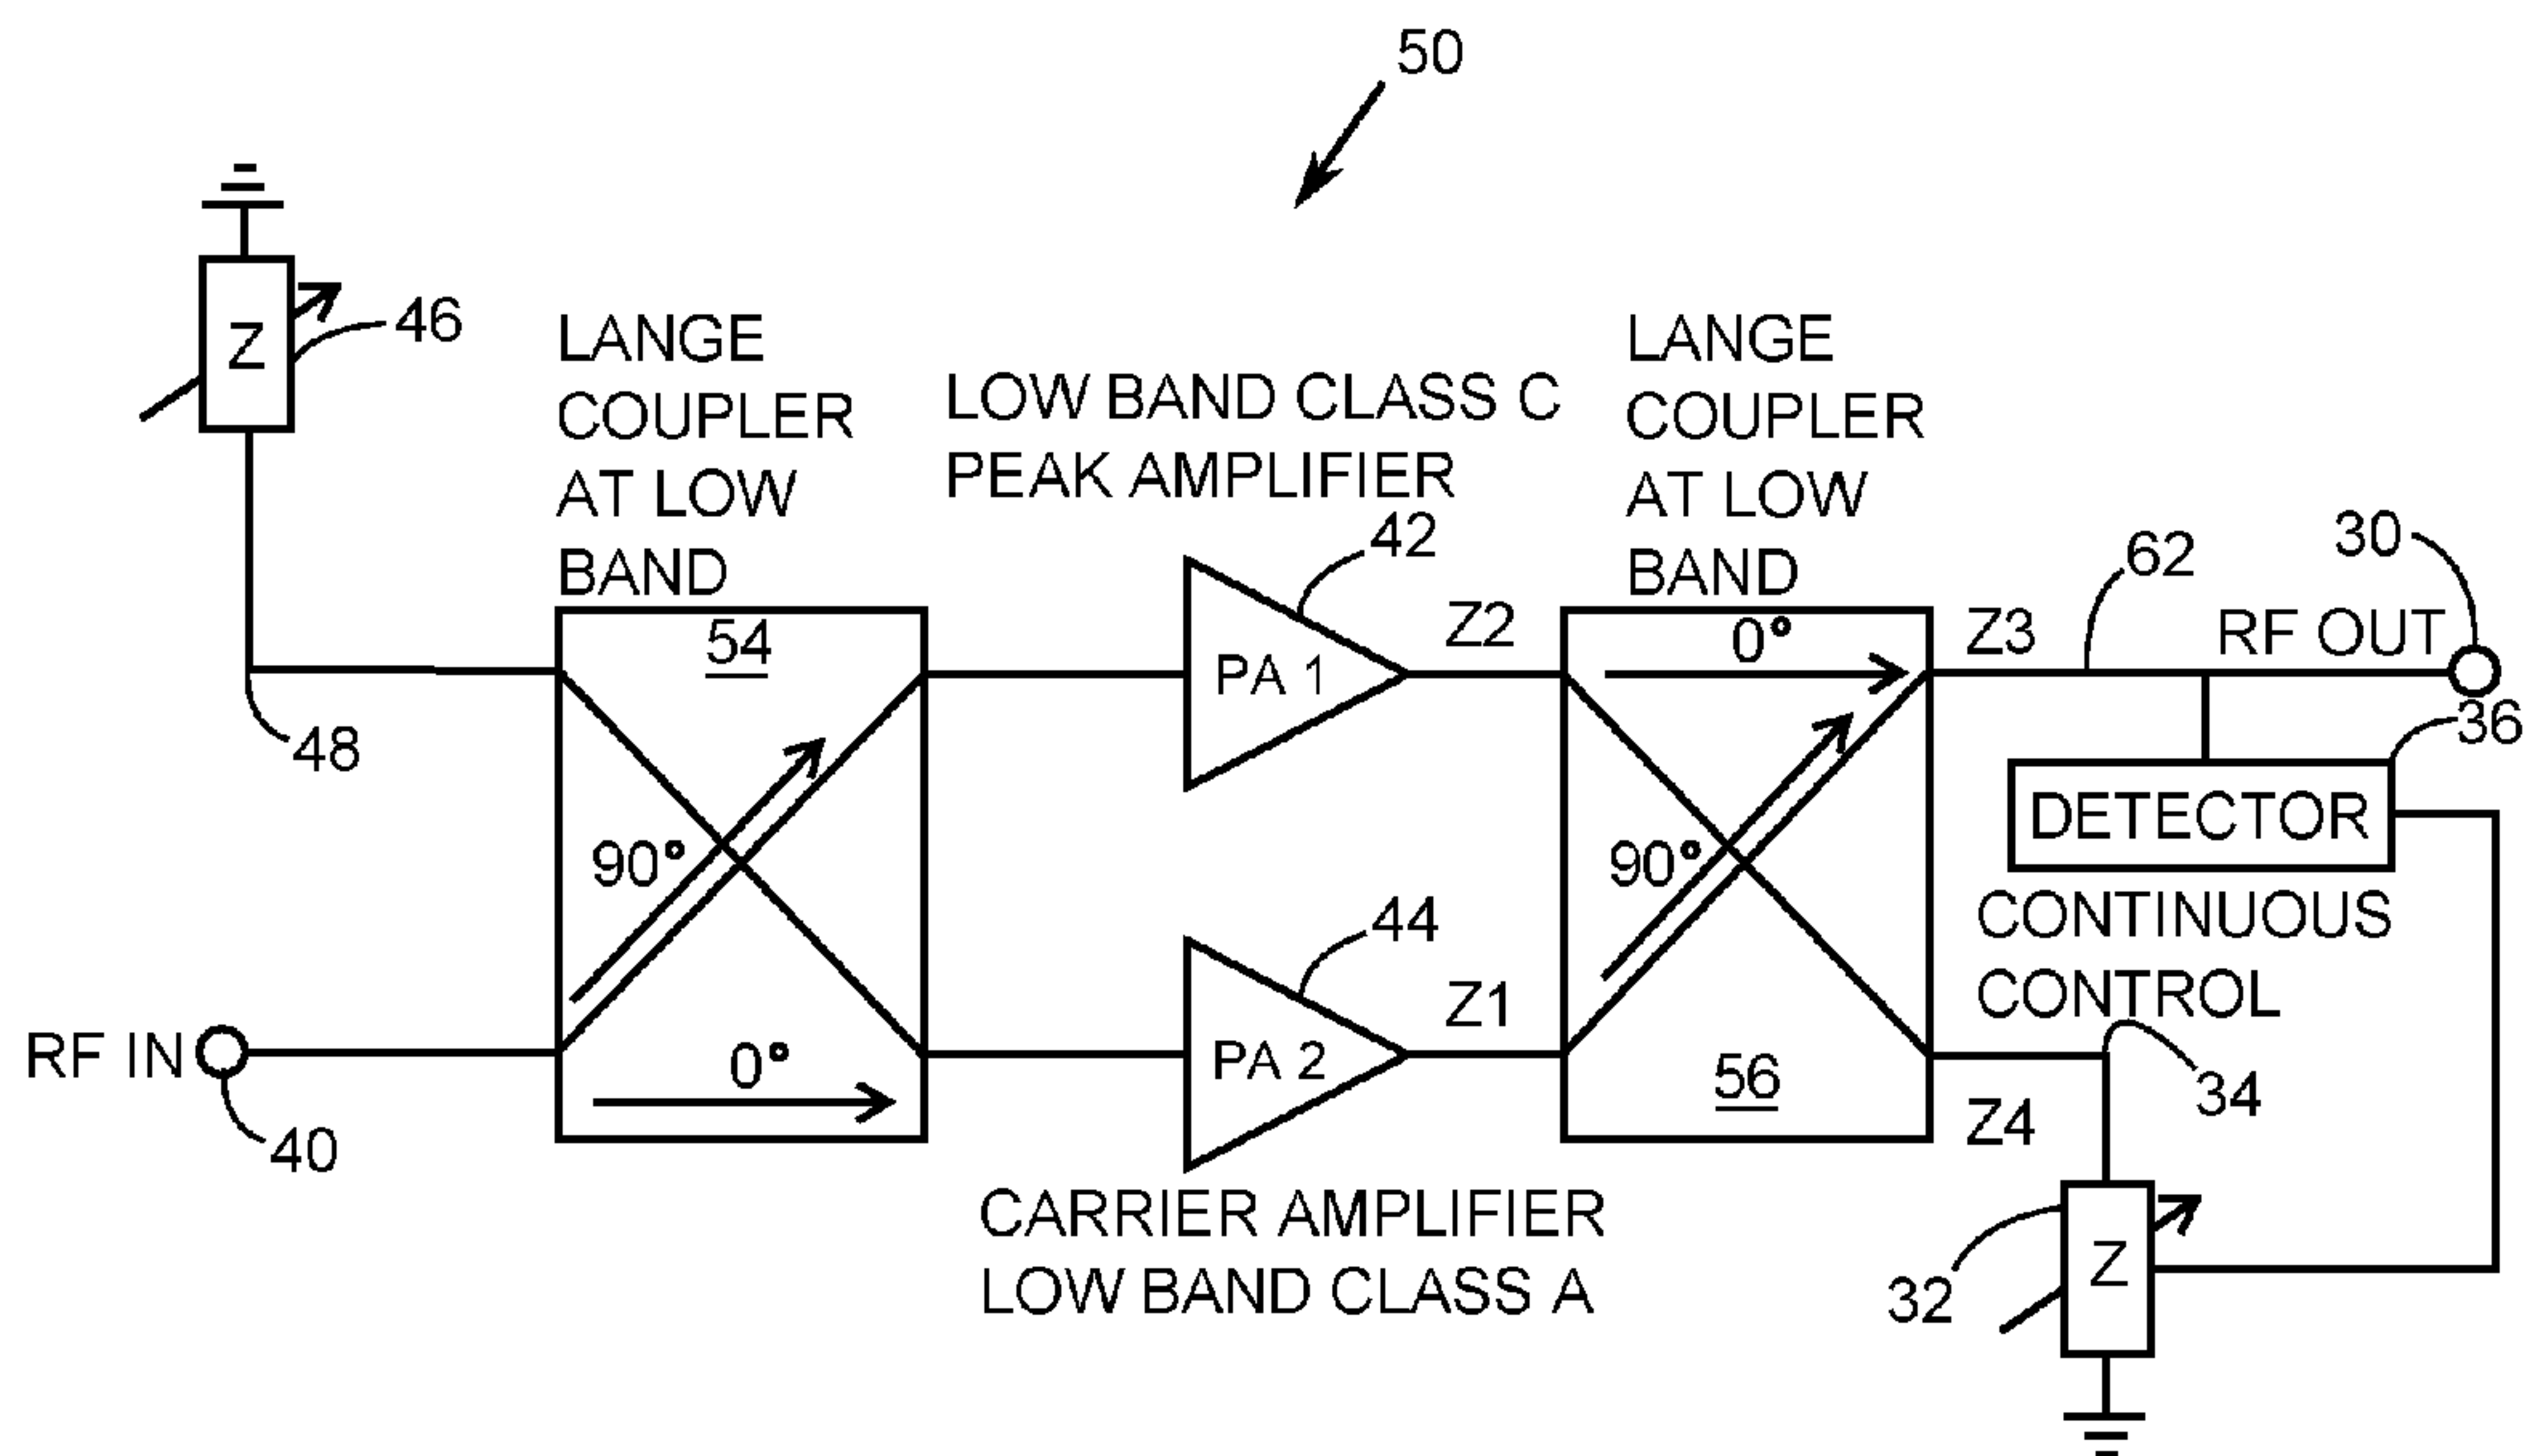 50
Z
46
LANGE
COUPLER
AT LOW
BAND
LOW BAND CLASS C
PEAK AMPLIFIER
LANGE
COUPLER
AT LOW
BAND
42
62
30
54
PA 1
Z2
0°
Z3
RF OUT
48
36
90°
90°
DETECTOR
44
CONTINUOUS
CONTROL
RF IN
0°
PA 2
Z1
56
Z4
34
40
CARRIER AMPLIFIER
LOW BAND CLASS A
32
Z